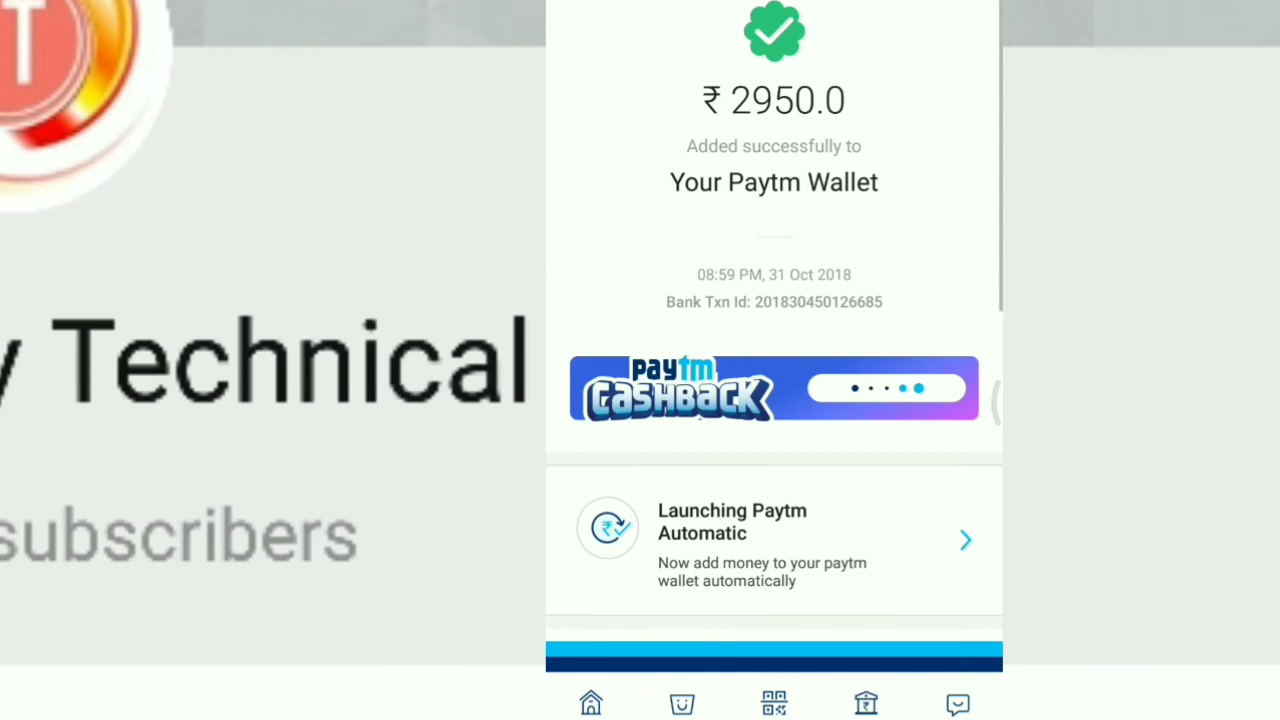 T
₹ 2950.0
Added successfully to
Your Paytm Wallet
08:59 PM, 31 Oct 2018
Bank Txn Id: 201830450126685
y Technical
paytm
CASHBACK
subscribers
Launching Paytm
Automatic
Now add money to your paytm
wallet automatically